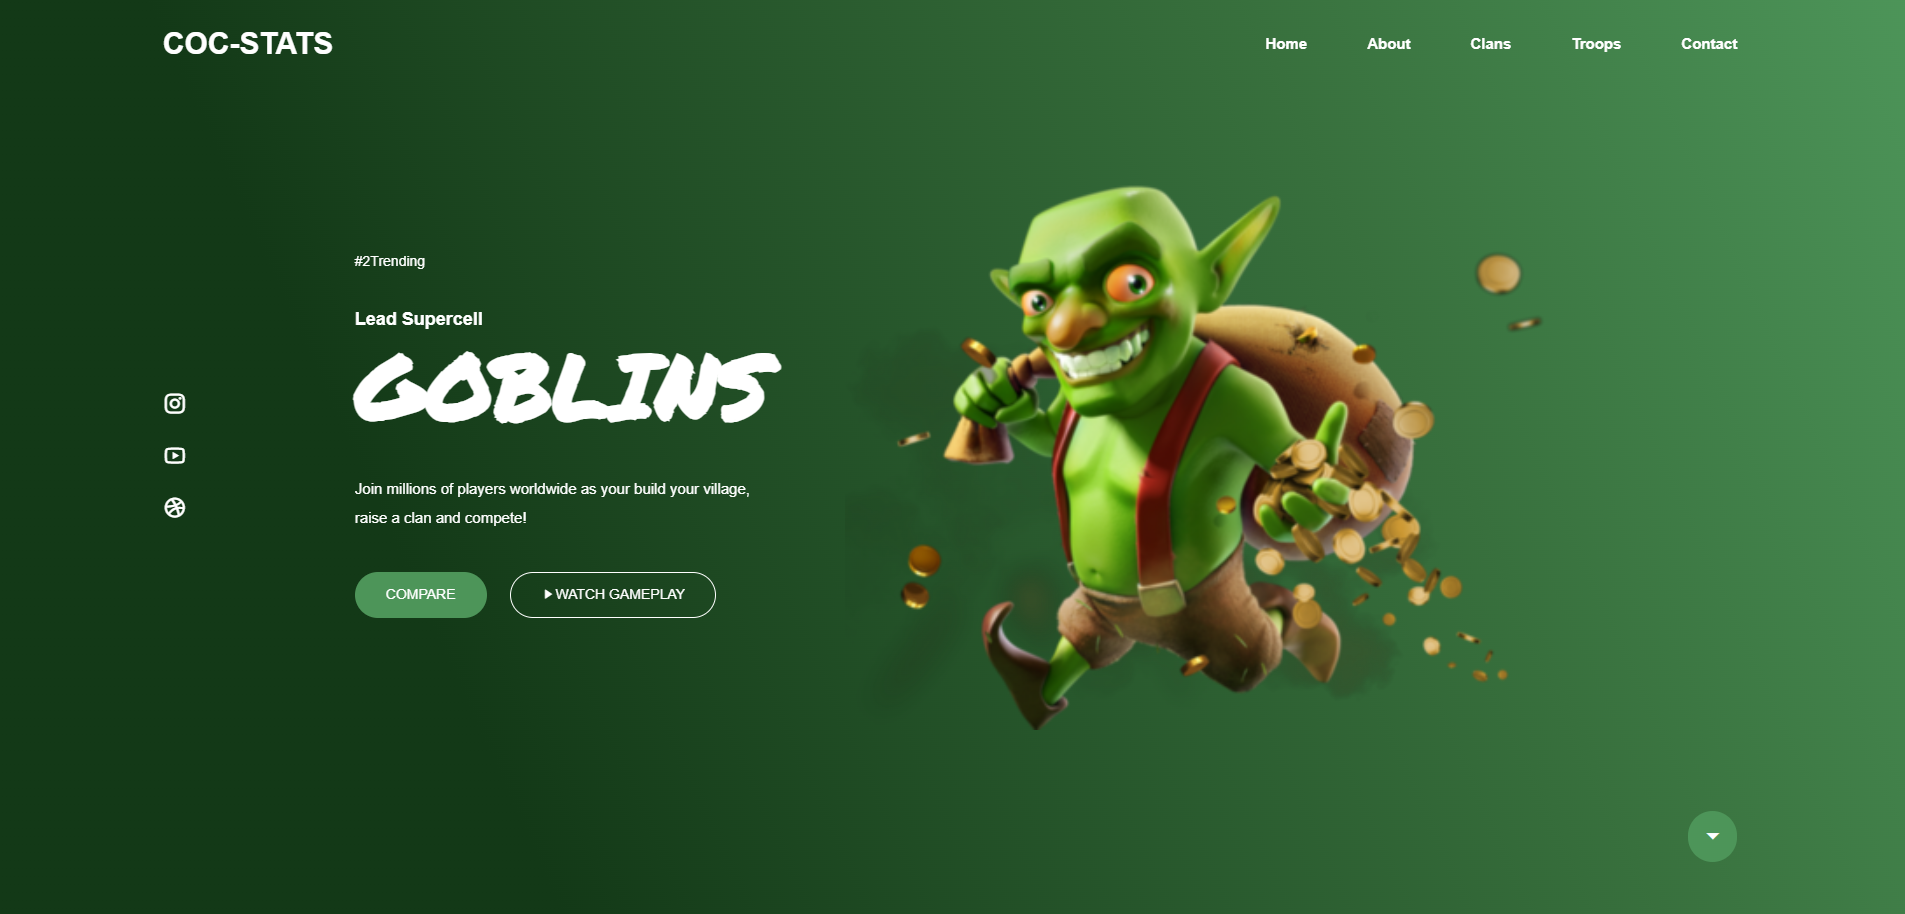 COC-STATS
Home About Clans Troops Contact
#2Trending
Lead Supercell
GOBLINS
Join millions of players worldwide as your build your village,
raise a clan and compete!
COMPARE
WATCH GAMEPLAY